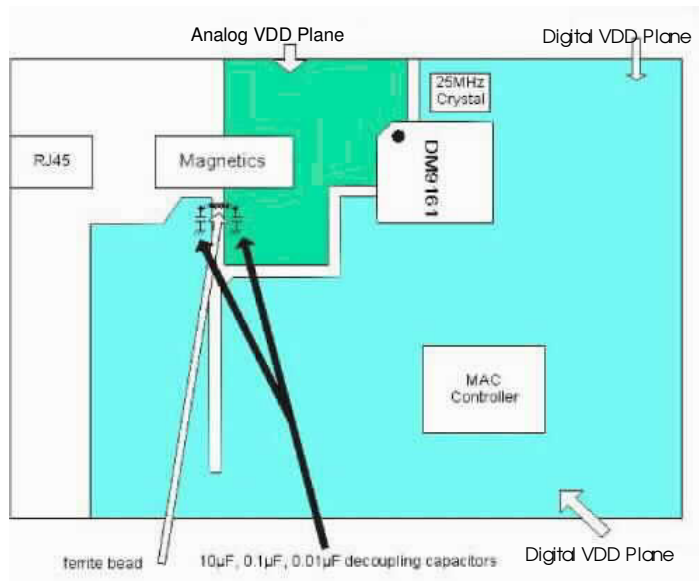 Analog VDD Plane
Digital VDD Plane
25MHz
Crystal
RJ45
Magnetics
DM9161
MAC
Controller
ferrite bead
10µF, 0.1µF, 0.01µF decoupling capacitors
Digital VDD Plane